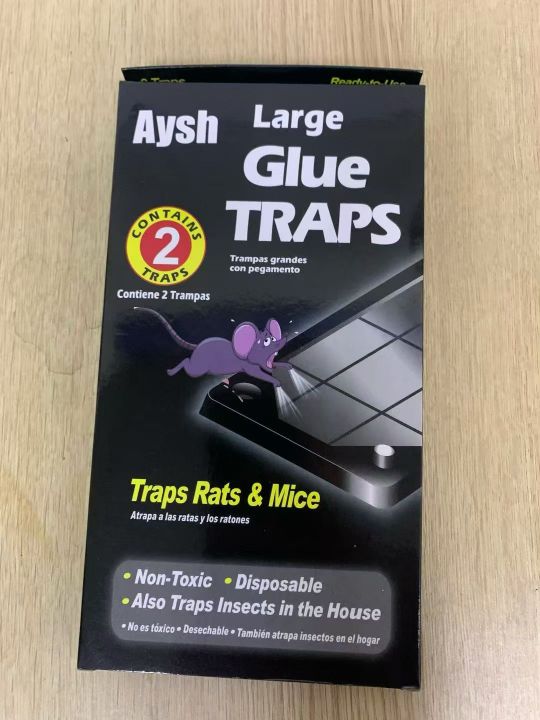 2 Traps
Ready-to-Use
Aysh
Large
Glue
TRAPS
Trampas grandes
con pegamento
CONTAINS
2
TRAPS
Contiene 2 Trampas
Traps Rats & Mice
Atrapa a las ratas y los ratones
• Non-Toxic • Disposable
• Also Traps Insects in the House
• No es tóxico • Desechable • También atrapa insectos en el hogar